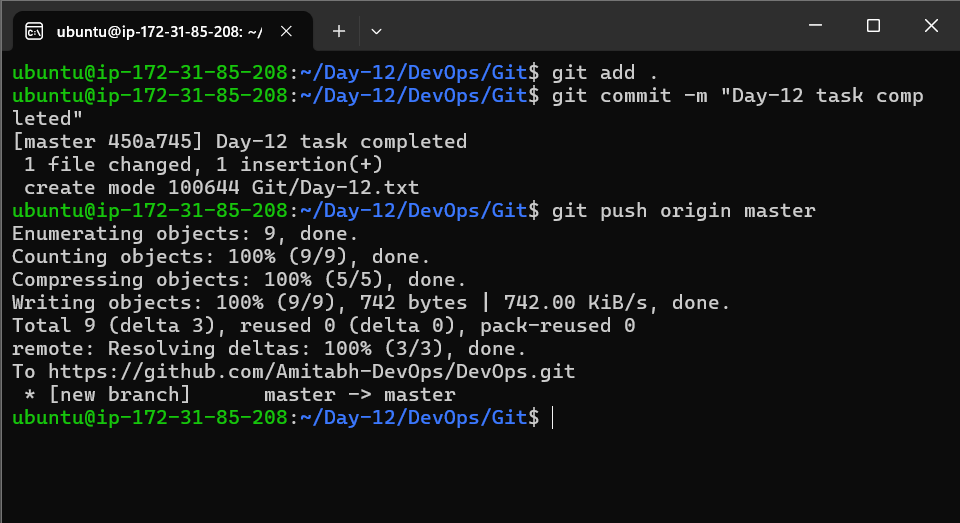 ubuntu@ip-172-31-85-208: ~/
ubuntu@ip-172-31-85-208:~/Day-12/DevOps/Git$ git add .
ubuntu@ip-172-31-85-208:~/Day-12/DevOps/Git$ git commit -m "Day-12 task comp
leted"
[master 450a745] Day-12 task completed
 1 file changed, 1 insertion(+)
 create mode 100644 Git/Day-12.txt
ubuntu@ip-172-31-85-208:~/Day-12/DevOps/Git$ git push origin master
Enumerating objects: 9, done.
Counting objects: 100% (9/9), done.
Compressing objects: 100% (5/5), done.
Writing objects: 100% (9/9), 742 bytes | 742.00 KiB/s, done.
Total 9 (delta 3), reused 0 (delta 0), pack-reused 0
remote: Resolving deltas: 100% (3/3), done.
To https://github.com/Amitabh-DevOps/DevOps.git
 * [new branch]      master -> master
ubuntu@ip-172-31-85-208:~/Day-12/DevOps/Git$